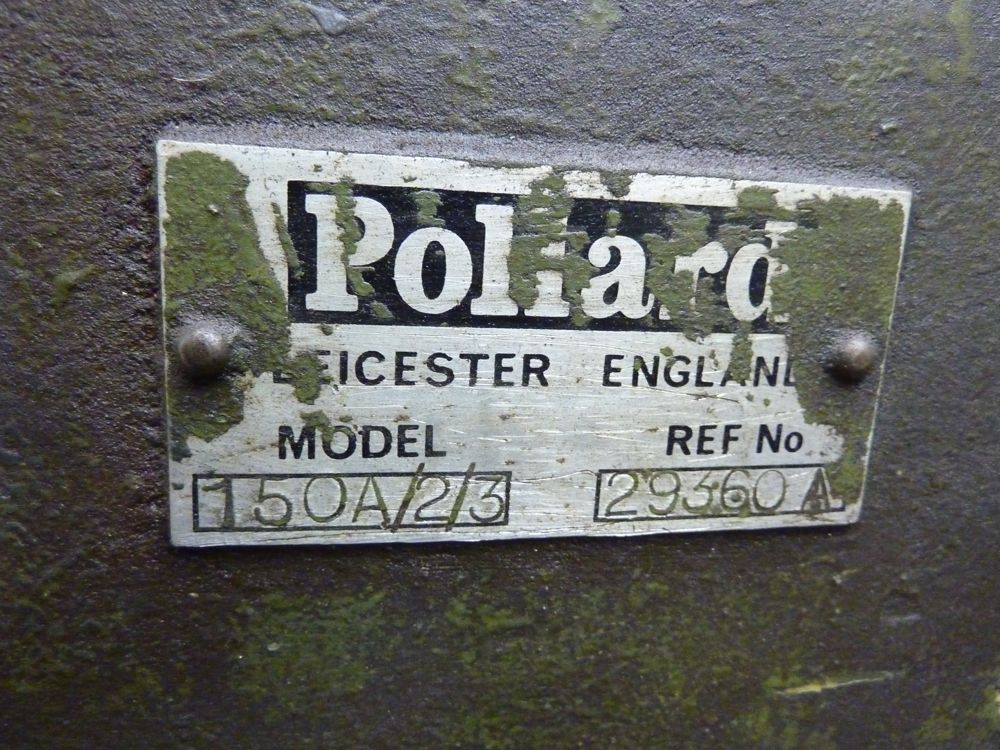 Pollard
LEICESTER ENGLAND
MODEL REF No
150A/2/3 29360 A